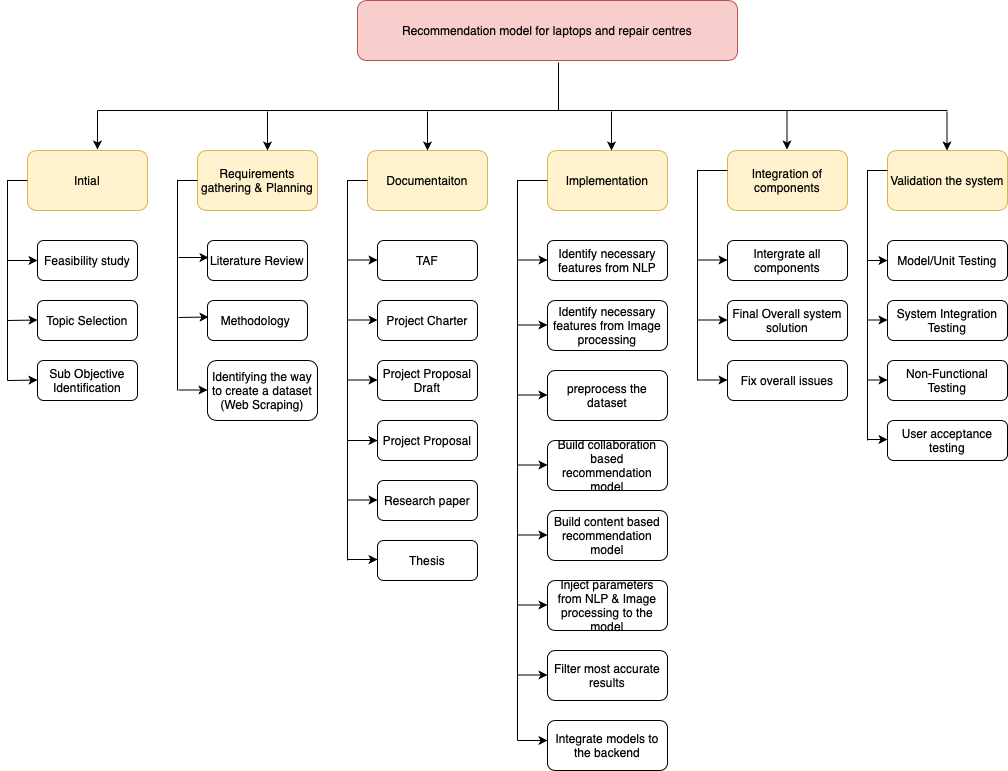 Recommendation model for laptops and repair centres
Intial
Feasibility study
Topic Selection
Sub Objective
Identification
Requirements
gathering & Planning
Literature Review
Methodology
Identifying the way
to create a dataset
(Web Scraping)
Documentaiton
TAF
Project Charter
Project Proposal
Draft
Project Proposal
Research paper
Thesis
Implementation
Identify necessary
features from NLP
Identify necessary
features from Image
processing
preprocess the
dataset
Build collaboration
based
recommendation
model
Build content based
recommendation
model
Inject parameters
from NLP & Image
processing to the
model
Filter most accurate
results
Integrate models to
the backend
Integration of
components
Intergrate all
components
Final Overall system
solution
Fix overall issues
Validation the system
Model/Unit Testing
System Integration
Testing
Non-Functional
Testing
User acceptance
testing